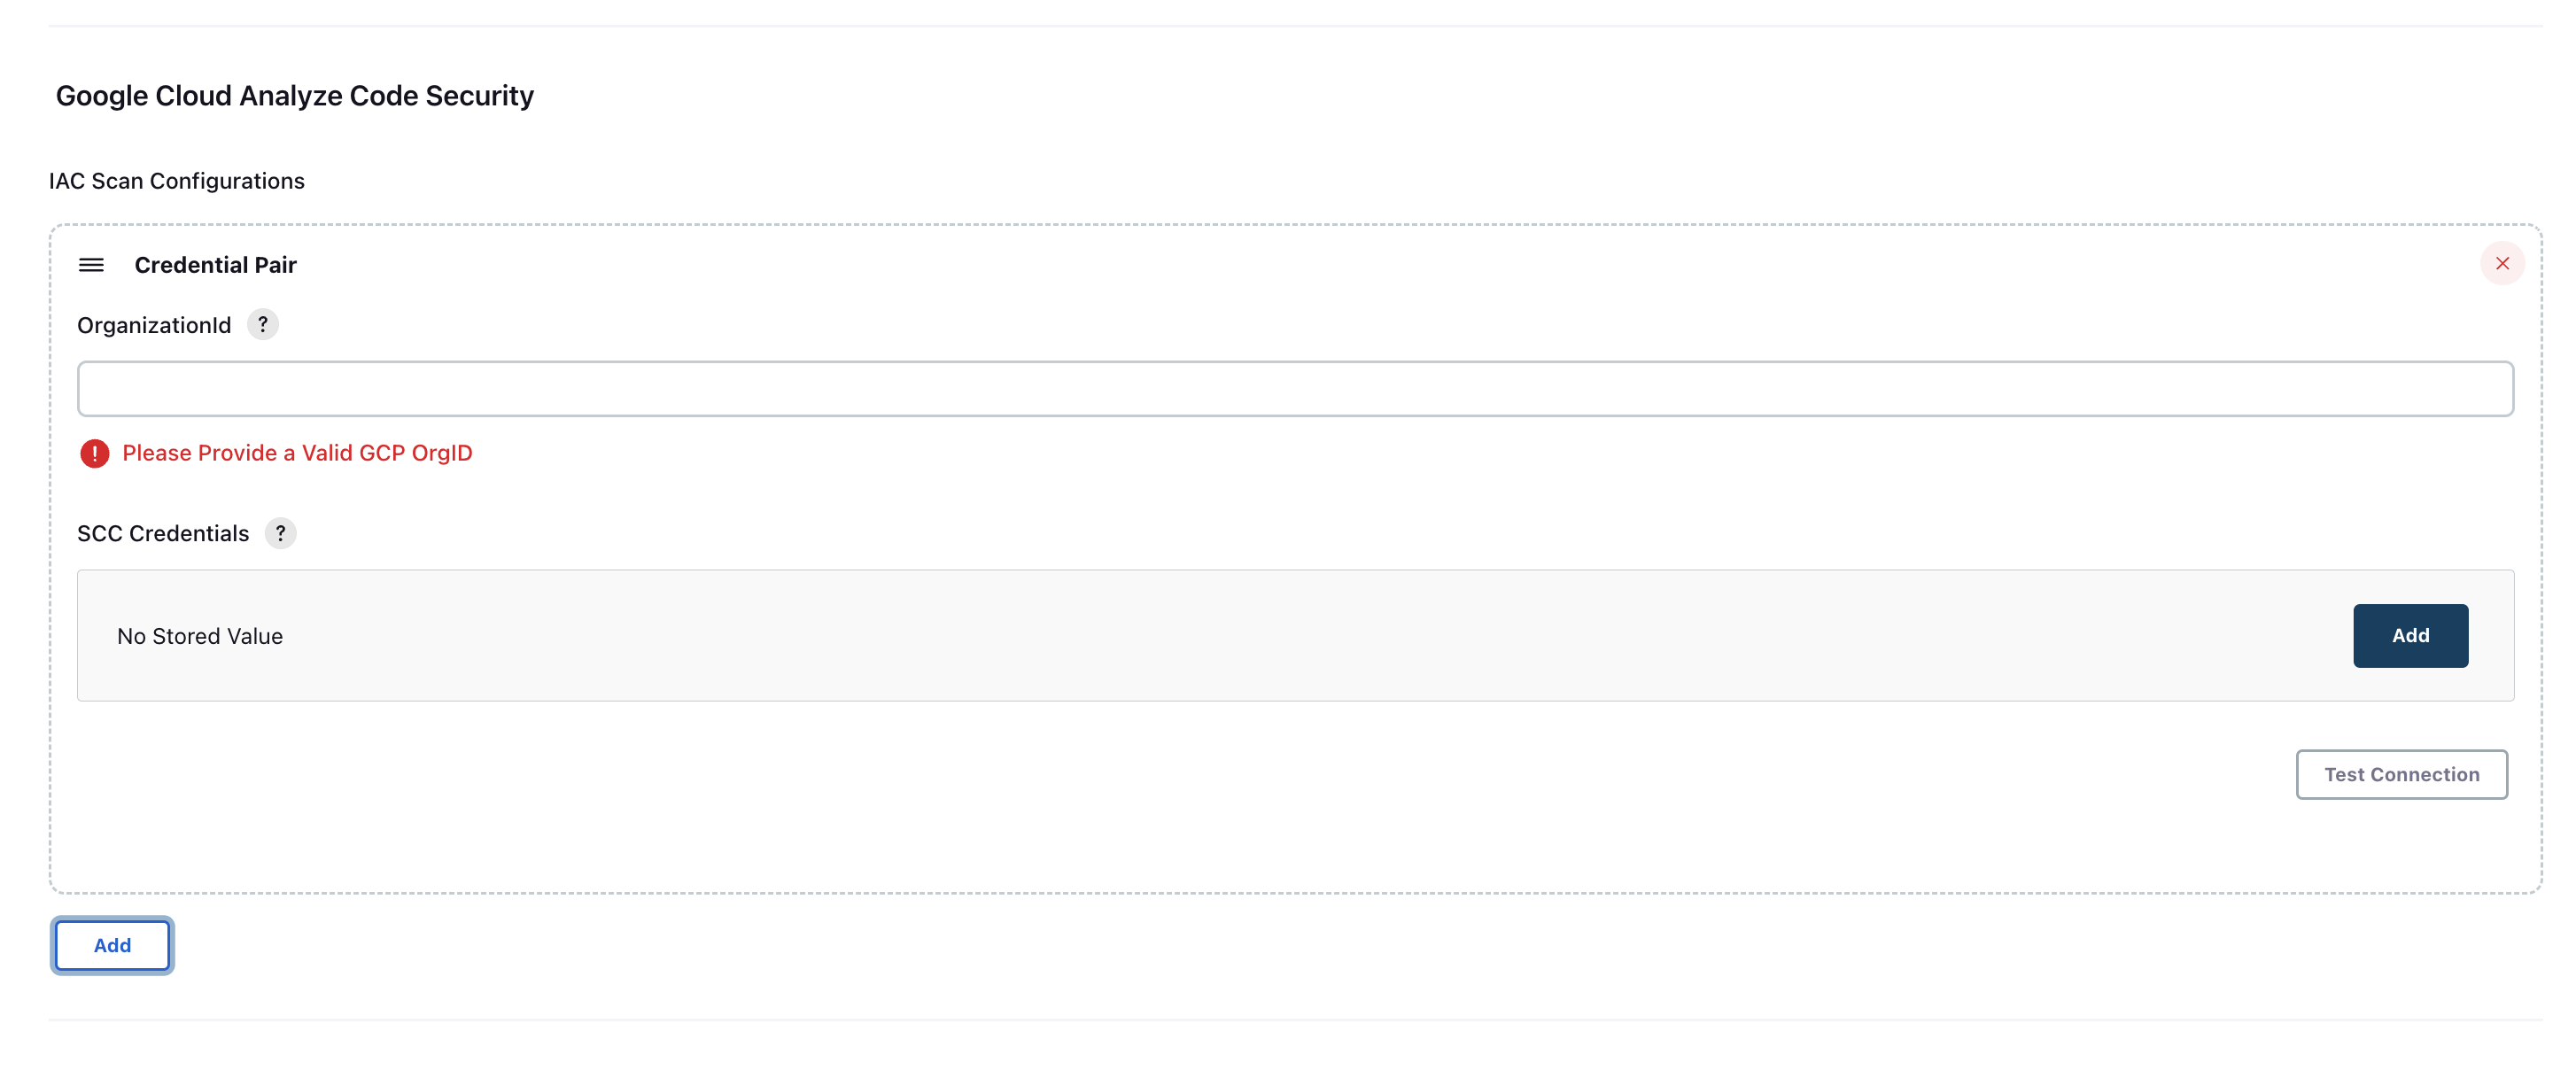 Google Cloud Analyze Code Security
IAC Scan Configurations
Credential Pair
OrganizationId ?
Please Provide a Valid GCP OrgID
SCC Credentials ?
No Stored Value
Add
Test Connection
Add